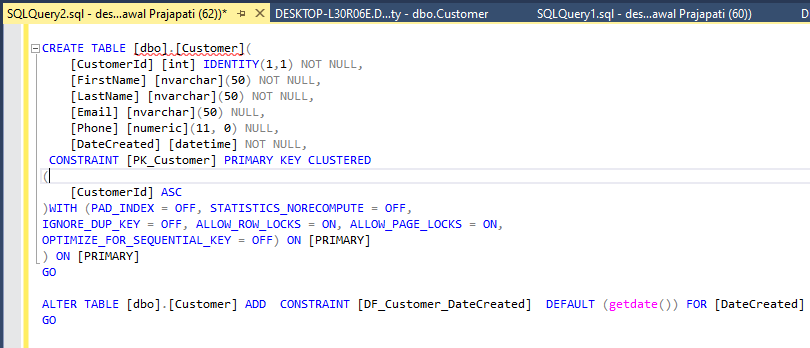 SQLQuery2.sql - des...awal Prajapati (62))* DESKTOP-L30R06E.D...ty - dbo.Customer SQLQuery1.sql - des...awal Prajapati (60)) D
CREATE TABLE [dbo].[Customer](
[CustomerId] [int] IDENTITY(1,1) NOT NULL,
[FirstName] [nvarchar](50) NOT NULL,
[LastName] [nvarchar](50) NOT NULL,
[Email] [nvarchar](50) NULL,
[Phone] [numeric](11, 0) NULL,
[DateCreated] [datetime] NOT NULL,
CONSTRAINT [PK_Customer] PRIMARY KEY CLUSTERED
(
[CustomerId] ASC
)WITH (PAD_INDEX = OFF, STATISTICS_NORECOMPUTE = OFF,
IGNORE_DUP_KEY = OFF, ALLOW_ROW_LOCKS = ON, ALLOW_PAGE_LOCKS = ON,
OPTIMIZE_FOR_SEQUENTIAL_KEY = OFF) ON [PRIMARY]
) ON [PRIMARY]
GO
ALTER TABLE [dbo].[Customer] ADD  CONSTRAINT [DF_Customer_DateCreated]  DEFAULT (getdate()) FOR [DateCreated]
GO